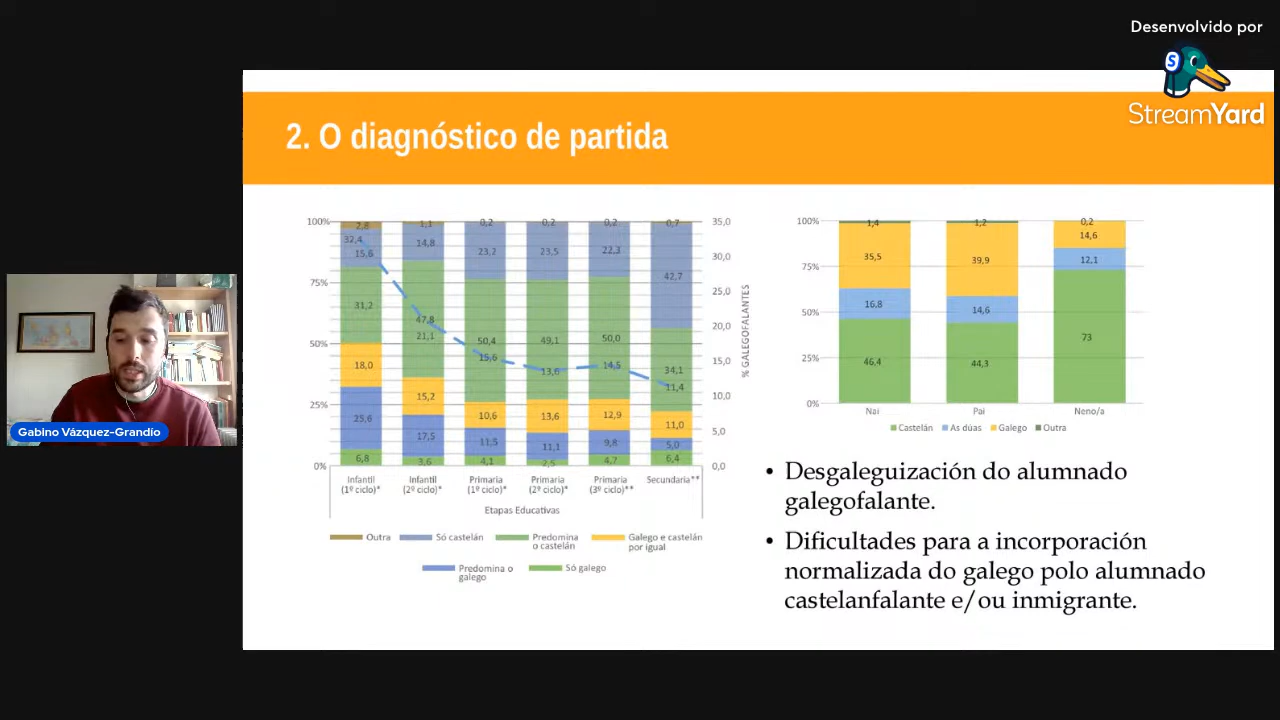 Desenvolvido por
StreamYard
2. O diagnóstico de partida
100%
75%
50%
25%
0%
2,8
32,4
15,6
31,2
18,0
25,6
6,8
1,1
14,8
47,8
21,1
15,2
17,5
3,6
0,2
23,2
50,4
15,6
10,6
11,5
4,1
0,2
23,5
49,1
13,6
13,6
11,1
2,5
0,2
22,3
50,0
14,5
12,9
9,8
4,7
0,7
42,7
34,1
11,4
11,0
5,0
6,4
35,0
30,0
25,0
20,0
15,0
10,0
5,0
0,0
% GALEGOFALANTES
Infantil
(1º ciclo)*
Infantil
(2º ciclo)*
Primaria
(1º ciclo)*
Primaria
(2º ciclo)*
Primaria
(3º ciclo)**
Secundaria**
Etapas Educativas
Outra
Só castelán
Predomina
o castelán
Galego e castelán
por igual
Predomina o
galego
Só galego
100%
75%
50%
25%
0%
1,4
35,5
16,8
46,4
1,2
39,9
14,6
44,3
0,2
14,6
12,1
73
Nai
Pai
Neno/a
Castelán
As dúas
Galego
Outra
• Desgaleguización do alumnado
galegofalante.
• Dificultades para a incorporación
normalizada do galego polo alumnado
castelanfalante e/ou inmigrante.
Gabino Vázquez-Grandío